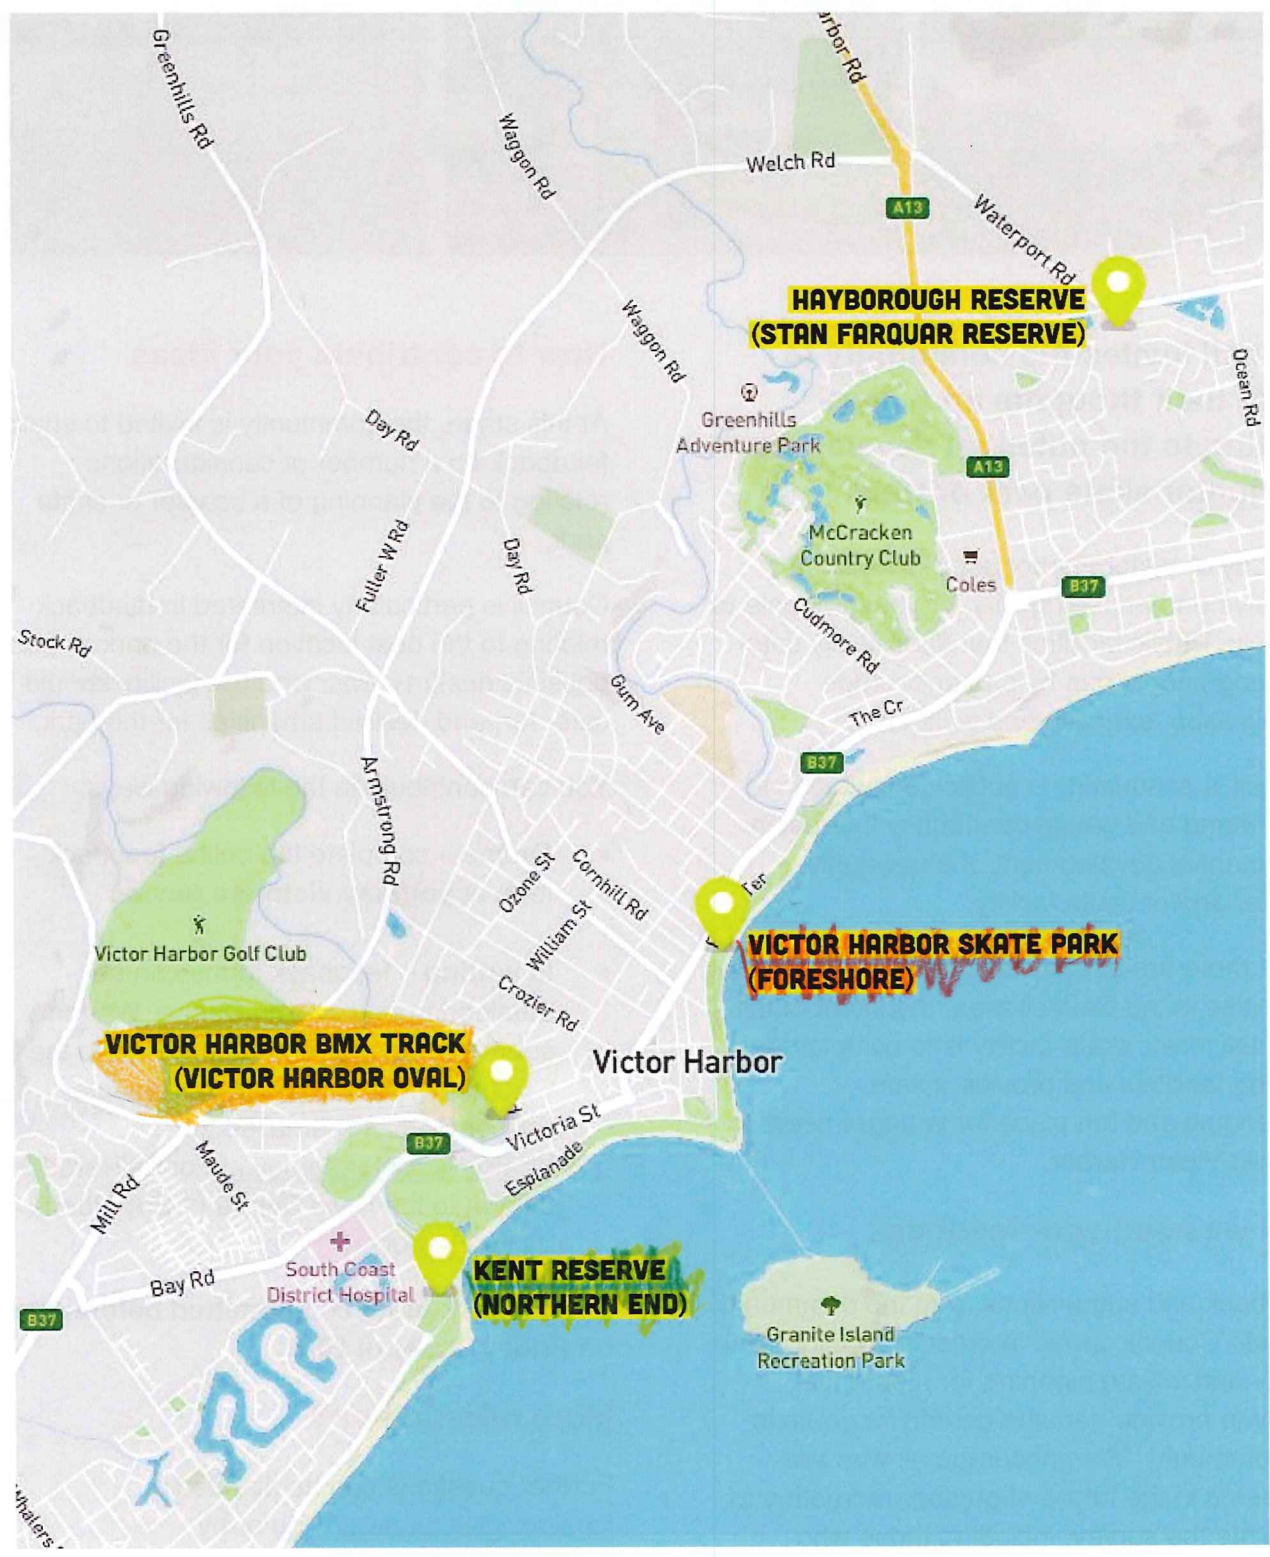 Greenhills Rd
Waggon Rd
Welch Rd
A13
Waterport Rd
HAYBOROUGH RESERVE
(STAN FARQUAR RESERVE)
Waggon Rd
Ocean Rd
Greenhills
Adventure Park
Day Rd
A13
McCracken
Country Club
Coles
B37
Fuller W Rd
Day Rd
Cudmore Rd
Stock Rd
Gum Ave
The Cr
B37
Armstrong Rd
Ozone St
Cornhill Rd
William St
Ter
Victor Harbor Golf Club
VICTOR HARBOR SKATE PARK
(FORESHORE)
Crozier Rd
VICTOR HARBOR BMX TRACK
(VICTOR HARBOR OVAL)
Victor Harbor
Victoria St
B37
Esplanade
Maude St
Mill Rd
KENT RESERVE
(NORTHERN END)
South Coast
District Hospital
Bay Rd
B37
Granite Island
Recreation Park
Whalers